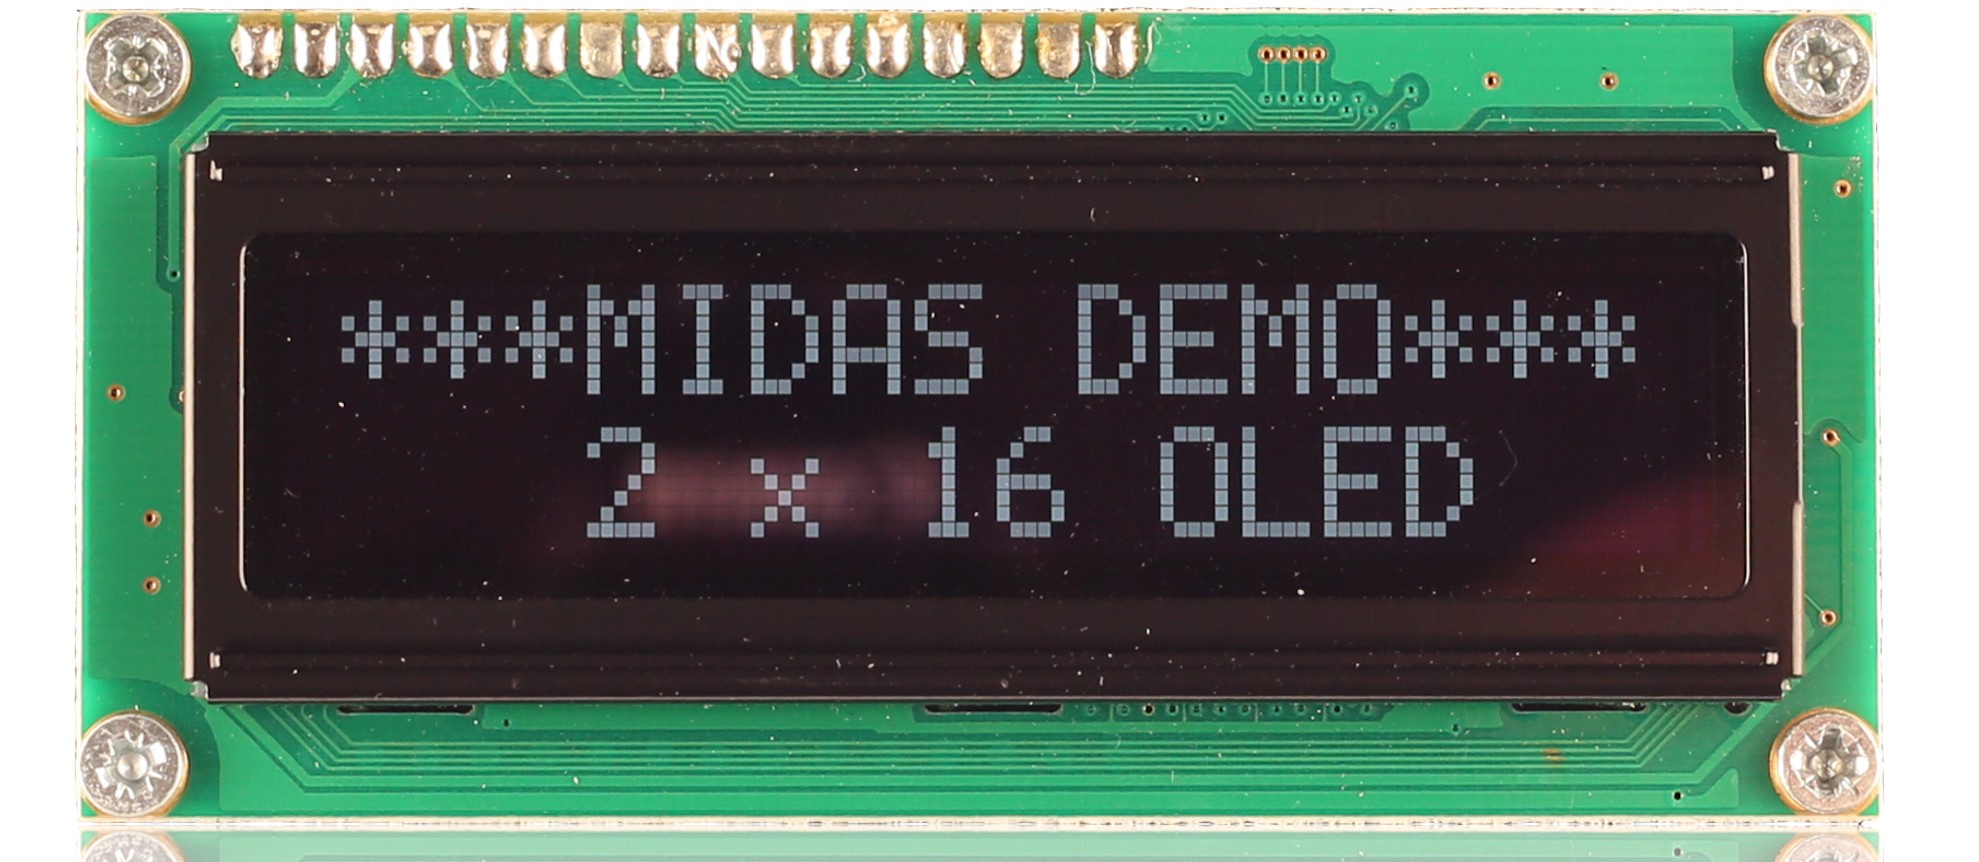 ***MIDAS DEMO***
2 x 16 OLED